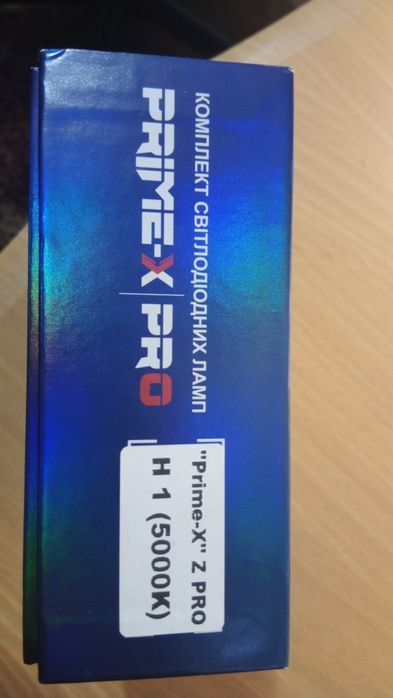 КОМПЛЕКТ СВІТЛОДІОДНИХ ЛАМП
PRIME-X PRO
"Prime-X" Z PRO
H 1 (5000K)